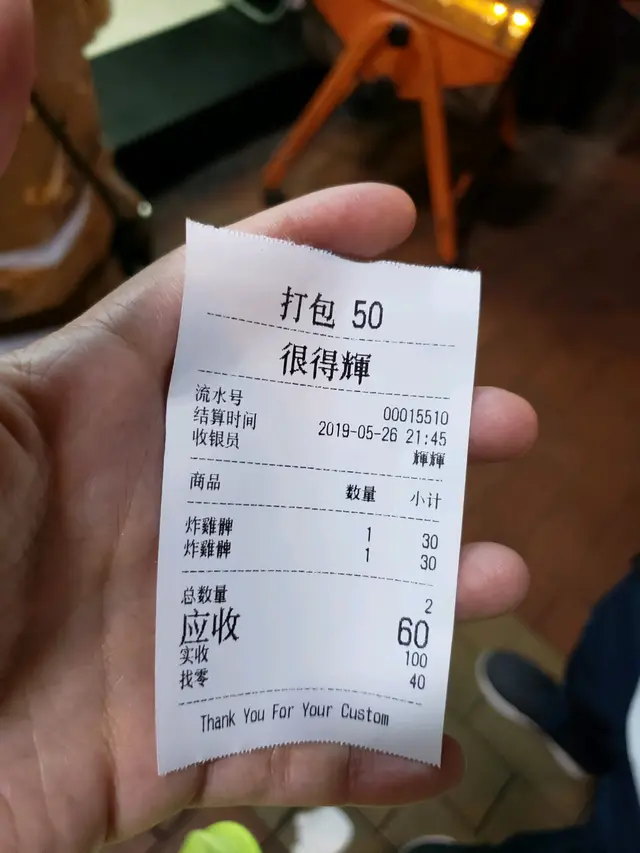 打包 50
很得輝
流水号 00015510
结算时间 2019-05-26 21:45
收银员 輝輝
商品 数量 小计
炸雞髀 1 30
炸雞髀 1 30
总数量 2
应收 60
实收 100
找零 40
Thank You For Your Custom